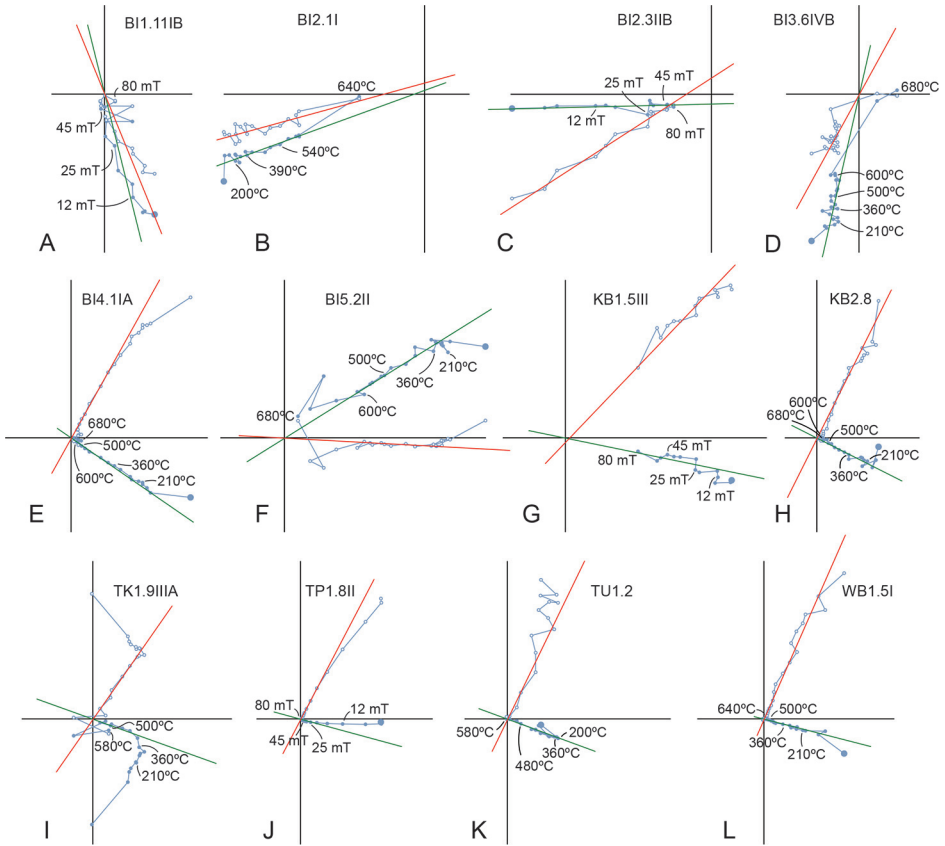 BI1.11IB
80 mT
45 mT
25 mT
12 mT
A
BI2.1I
640ºC
540ºC
390ºC
200ºC
B
BI2.3IIB
25 mT
45 mT
12 mT
80 mT
C
BI3.6IVB
680ºC
600ºC
500ºC
360ºC
210ºC
D
BI4.1IA
680ºC
500ºC
600ºC
360ºC
210ºC
E
BI5.2II
500ºC
360ºC
210ºC
600ºC
680ºC
F
KB1.5III
45 mT
80 mT
25 mT
12 mT
G
KB2.8
600ºC
680ºC
500ºC
210ºC
360ºC
H
TK1.9IIIA
500ºC
580ºC
360ºC
210ºC
I
TP1.8II
80 mT
12 mT
45 mT
25 mT
J
TU1.2
580ºC
200ºC
360ºC
480ºC
K
WB1.5I
640ºC
500ºC
360ºC
210ºC
L